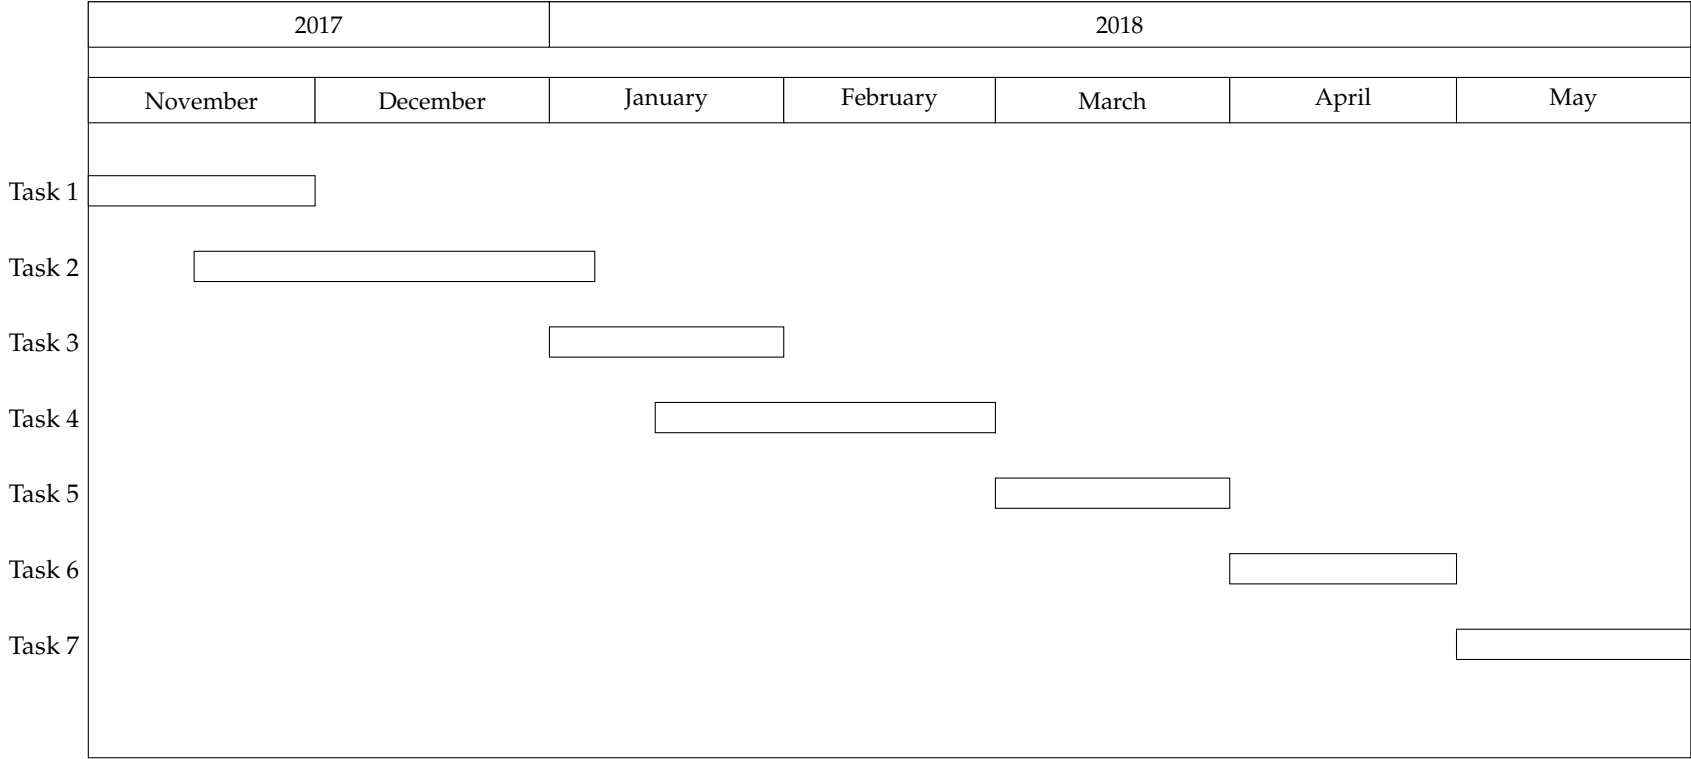 2017 2018
November December January February March April May
Task 1
Task 2
Task 3
Task 4
Task 5
Task 6
Task 7